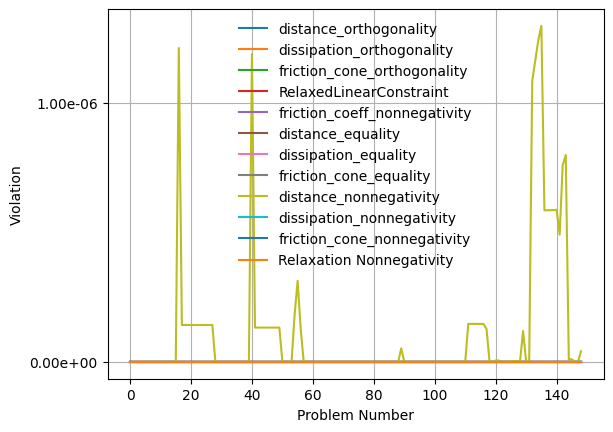 distance_orthogonality
dissipation_orthogonality
friction_cone_orthogonality
RelaxedLinearConstraint
friction_coeff_nonnegativity
distance_equality
dissipation_equality
friction_cone_equality
distance_nonnegativity
dissipation_nonnegativity
friction_cone_nonnegativity
Relaxation Nonnegativity
1.00e-06
0.00e+00
Violation
0 20 40 60 80 100 120 140
Problem Number